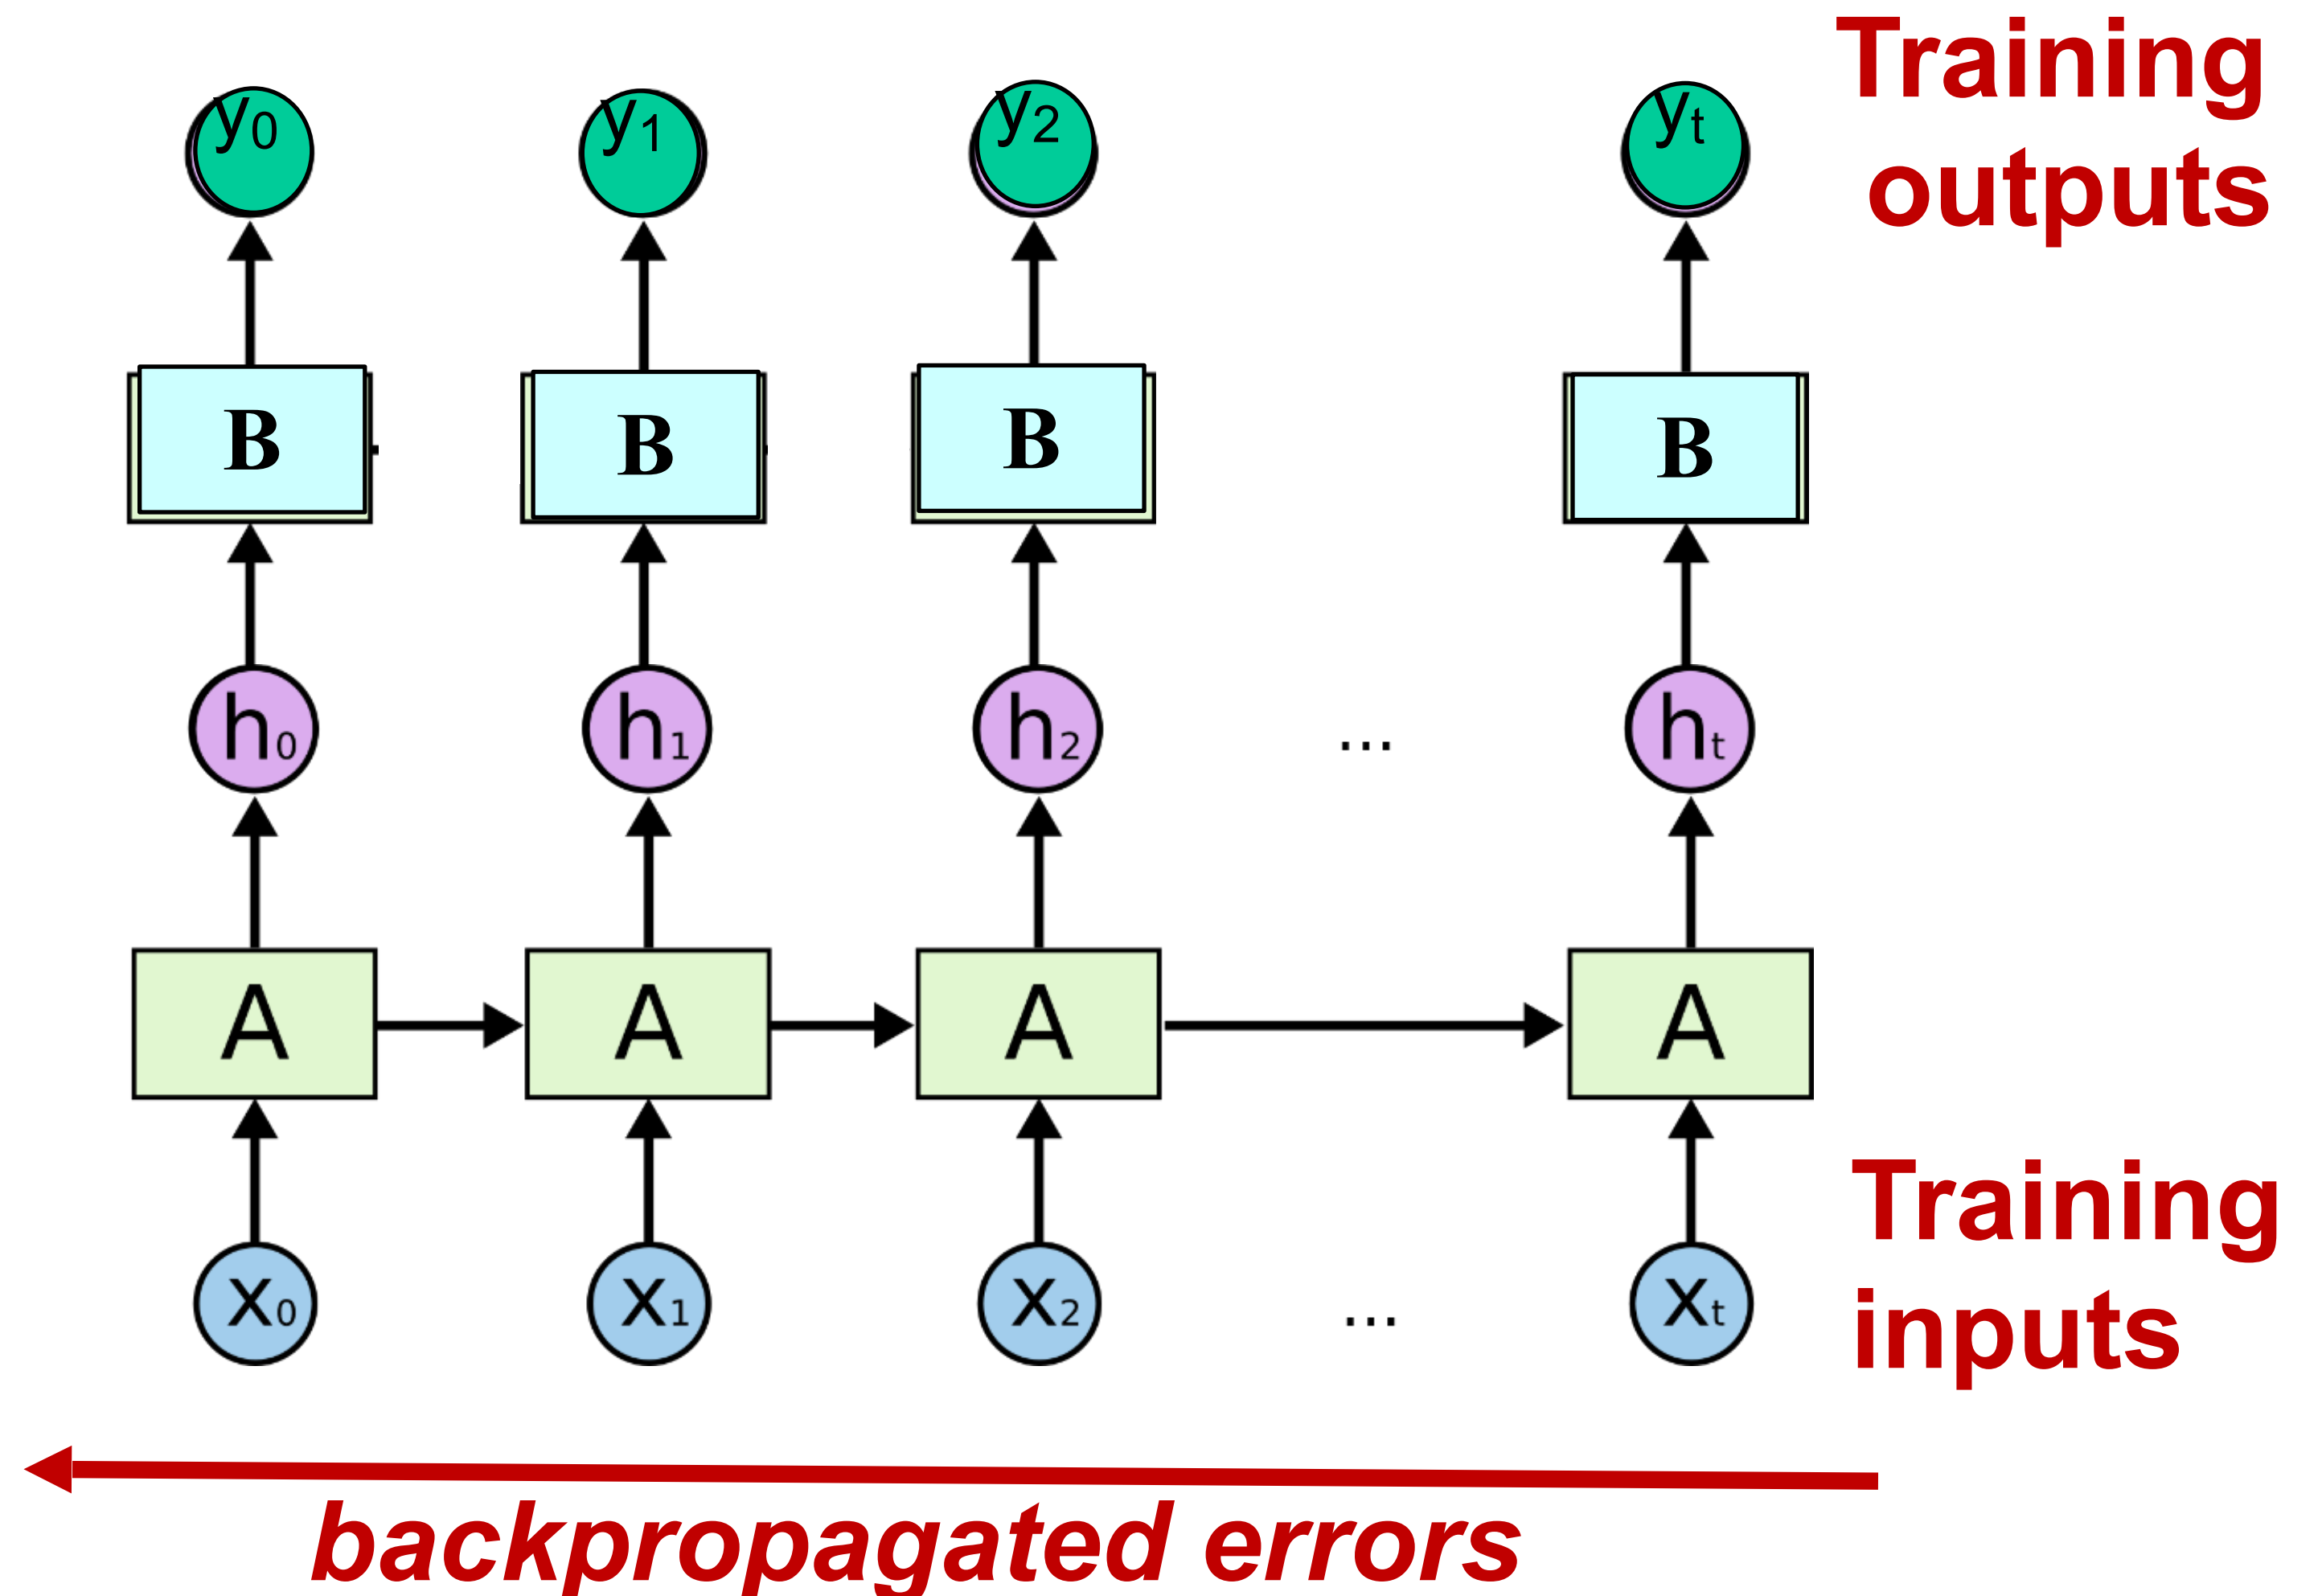 Training
outputs
y0 y1 y2 yt
B B B B
h0 h1 h2 ... ht
A A A A
Training
inputs
x0 x1 x2 ... xt
backpropagated errors